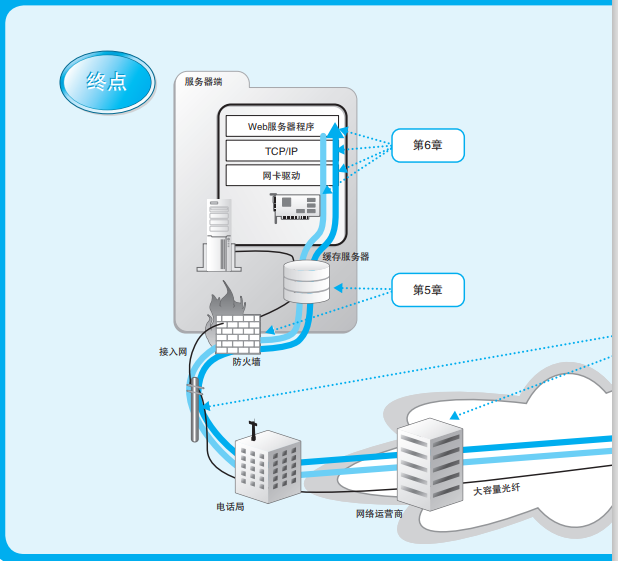 终点
服务器端
Web服务器程序
TCP/IP
网卡驱动
第6章
缓存服务器
第5章
接入网
防火墙
电话局
网络运营商
大容量光纤